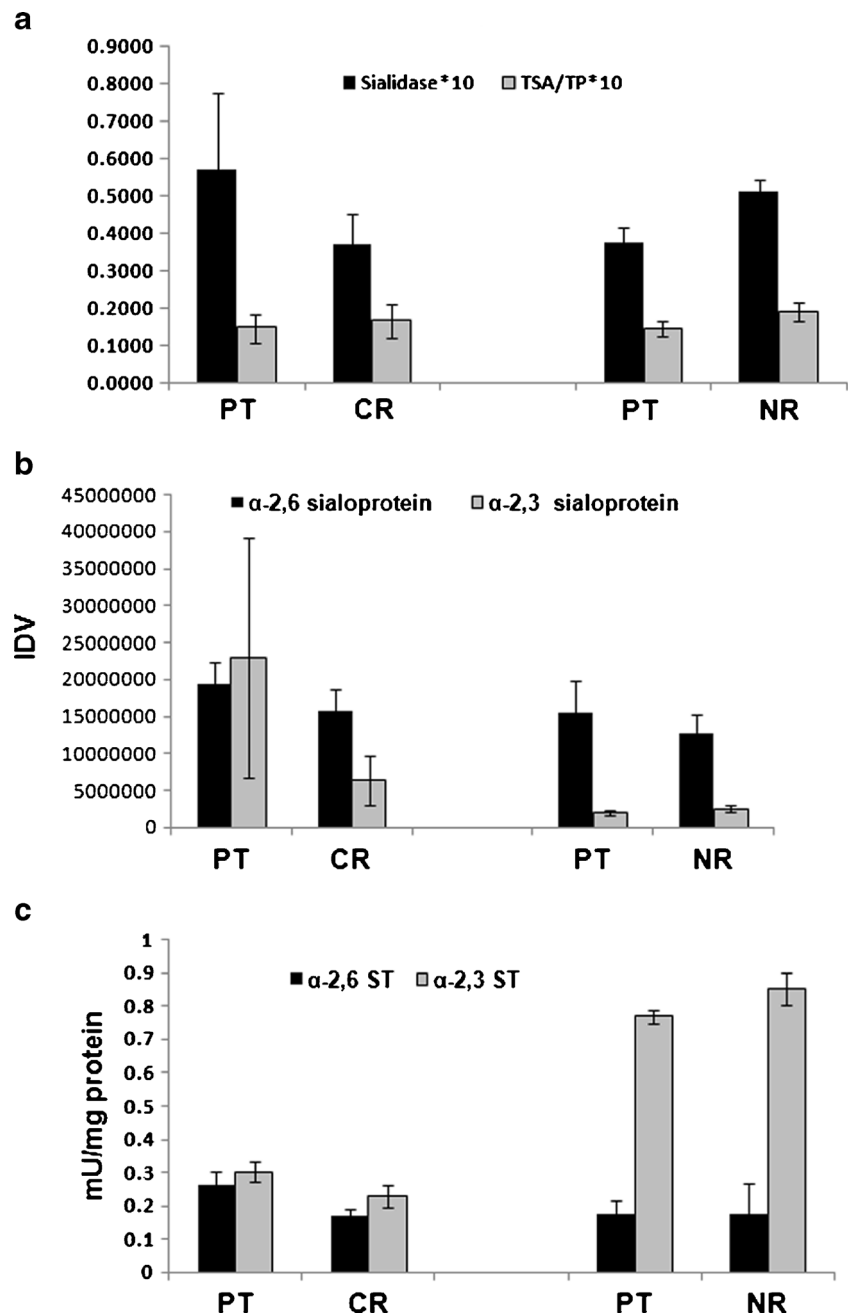 a
0.9000
0.8000
0.7000
0.6000
0.5000
0.4000
0.3000
0.2000
0.1000
0.0000
Sialidase*10 TSA/TP*10
PT CR PT NR
b
IDV
45000000
40000000
35000000
30000000
25000000
20000000
15000000
10000000
5000000
0
α-2,6 sialoprotein α-2,3 sialoprotein
PT CR PT NR
c
mU/mg protein
1
0.9
0.8
0.7
0.6
0.5
0.4
0.3
0.2
0.1
0
α-2,6 ST α-2,3 ST
PT CR PT NR